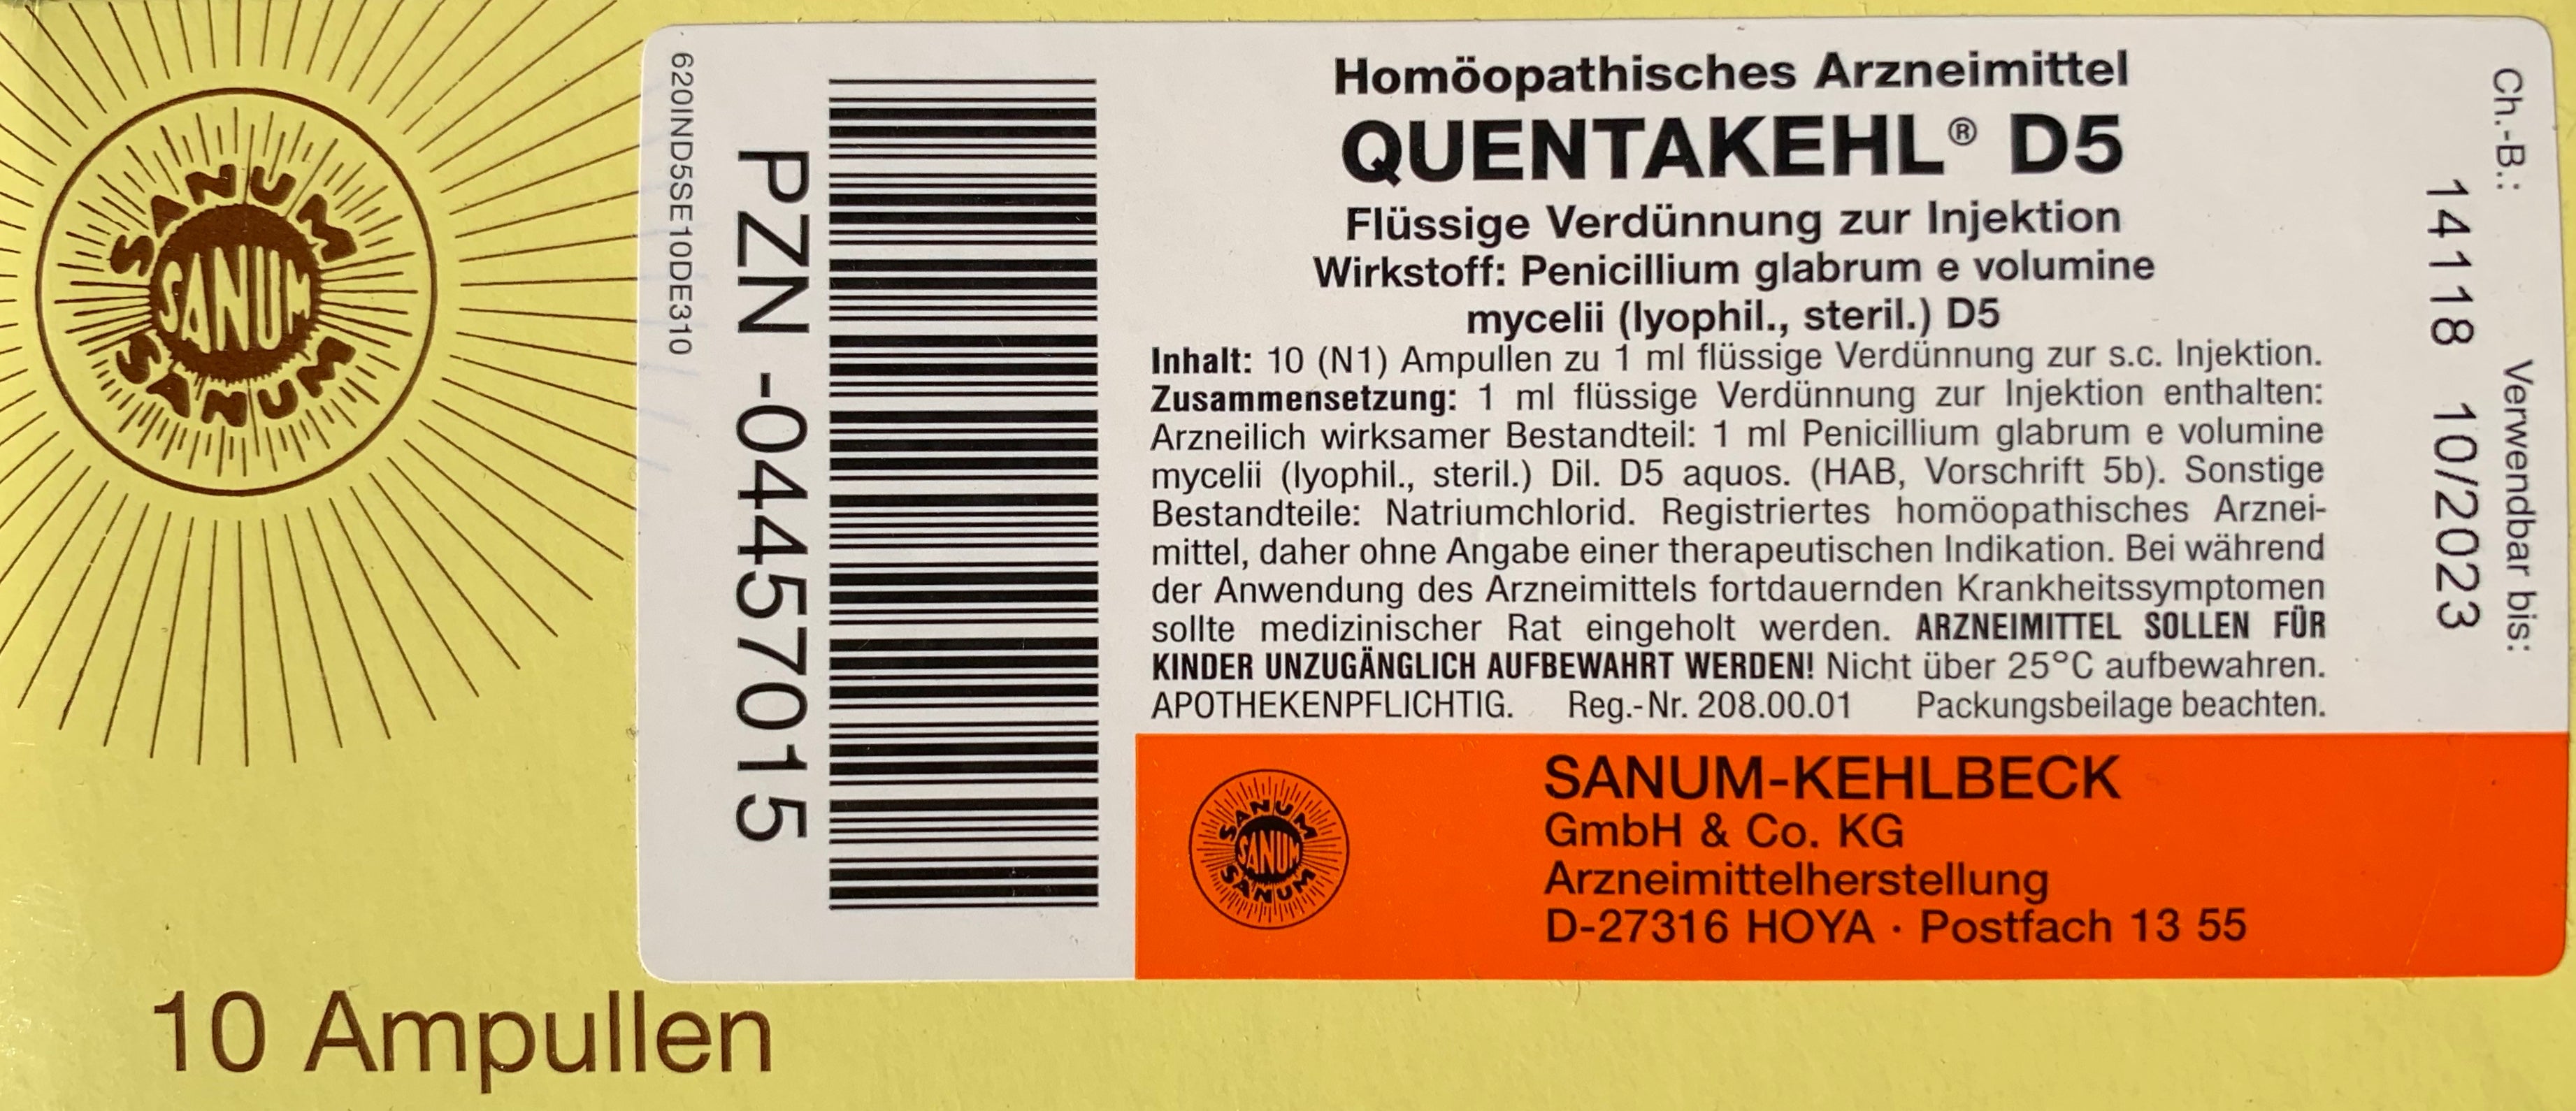 SANUM
SANUM
SANUM
10 Ampullen
620IND5SE10DE310
PZN -04457015
Homöopathisches Arzneimittel
QUENTAKEHL® D5
Flüssige Verdünnung zur Injektion
Wirkstoff: Penicillium glabrum e volumine
mycelii (lyophil., steril.) D5
Inhalt: 10 (N1) Ampullen zu 1 ml flüssige Verdünnung zur s.c. Injektion.
Zusammensetzung: 1 ml flüssige Verdünnung zur Injektion enthalten:
Arzneilich wirksamer Bestandteil: 1 ml Penicillium glabrum e volumine
mycelii (lyophil., steril.) Dil. D5 aquos. (HAB, Vorschrift 5b). Sonstige
Bestandteile: Natriumchlorid. Registriertes homöopathisches Arznei-
mittel, daher ohne Angabe einer therapeutischen Indikation. Bei während
der Anwendung des Arzneimittels fortdauernden Krankheitssymptomen
sollte medizinischer Rat eingeholt werden. ARZNEIMITTEL SOLLEN FÜR
KINDER UNZUGÄNGLICH AUFBEWAHRT WERDEN! Nicht über 25°C aufbewahren.
APOTHEKENPFLICHTIG. Reg.-Nr. 208.00.01 Packungsbeilage beachten.
SANUM
SANUM
SANUM
SANUM-KEHLBECK
GmbH & Co. KG
Arzneimittelherstellung
D-27316 HOYA · Postfach 13 55
Ch.-B.: Verwendbar bis:
14118 10/2023